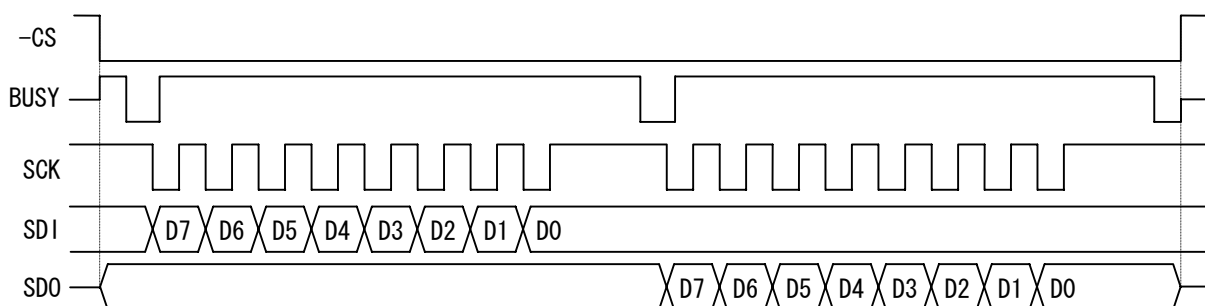 -CS
BUSY
SCK
SDI D7 D6 D5 D4 D3 D2 D1 D0
SDO D7 D6 D5 D4 D3 D2 D1 D0